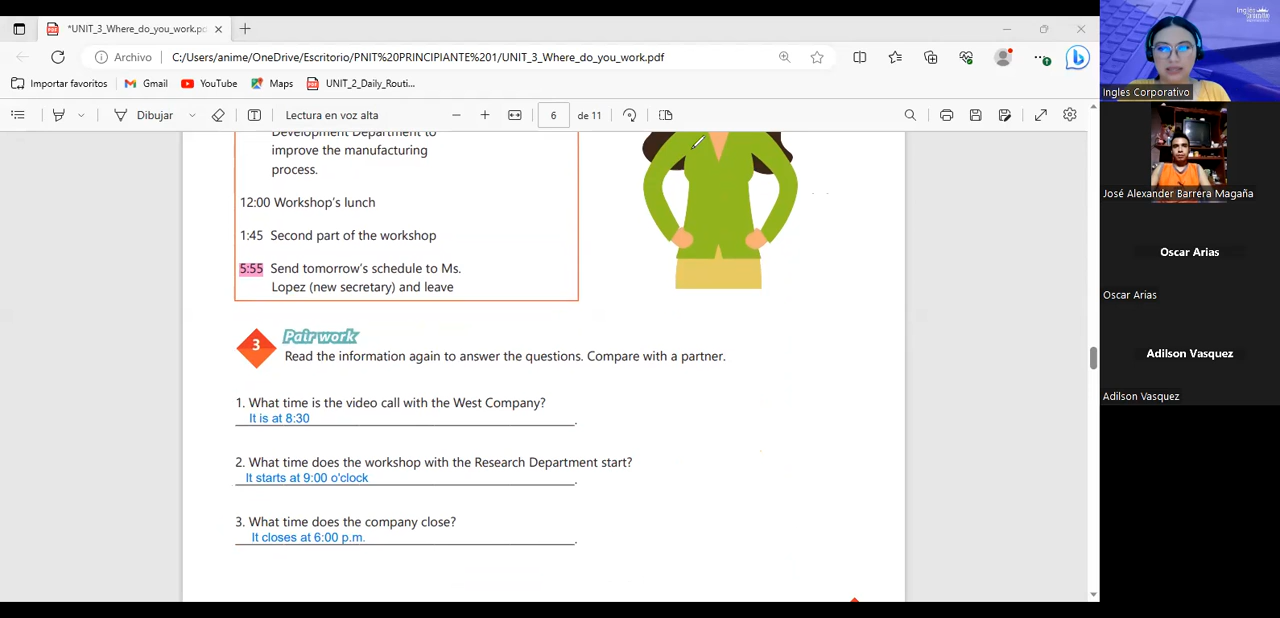 *UNIT_3_Where_do_you_work.pd
Archivo C:/Users/anime/OneDrive/Escritorio/PNIT%20PRINCIPIANTE%201/UNIT_3_Where_do_you_work.pdf
Importar favoritos Gmail YouTube Maps UNIT_2_Daily_Routi...
Dibujar Lectura en voz alta 6 de 11
Development Department to
improve the manufacturing
process.
12:00 Workshop's lunch
1:45 Second part of the workshop
5:55 Send tomorrow's schedule to Ms.
Lopez (new secretary) and leave
3 Pair work
Read the information again to answer the questions. Compare with a partner.
1. What time is the video call with the West Company?
It is at 8:30
2. What time does the workshop with the Research Department start?
It starts at 9:00 o'clock
3. What time does the company close?
It closes at 6:00 p.m.
Ingles Corporativo
José Alexander Barrera Magaña
Oscar Arias
Oscar Arias
Adilson Vasquez
Adilson Vasquez